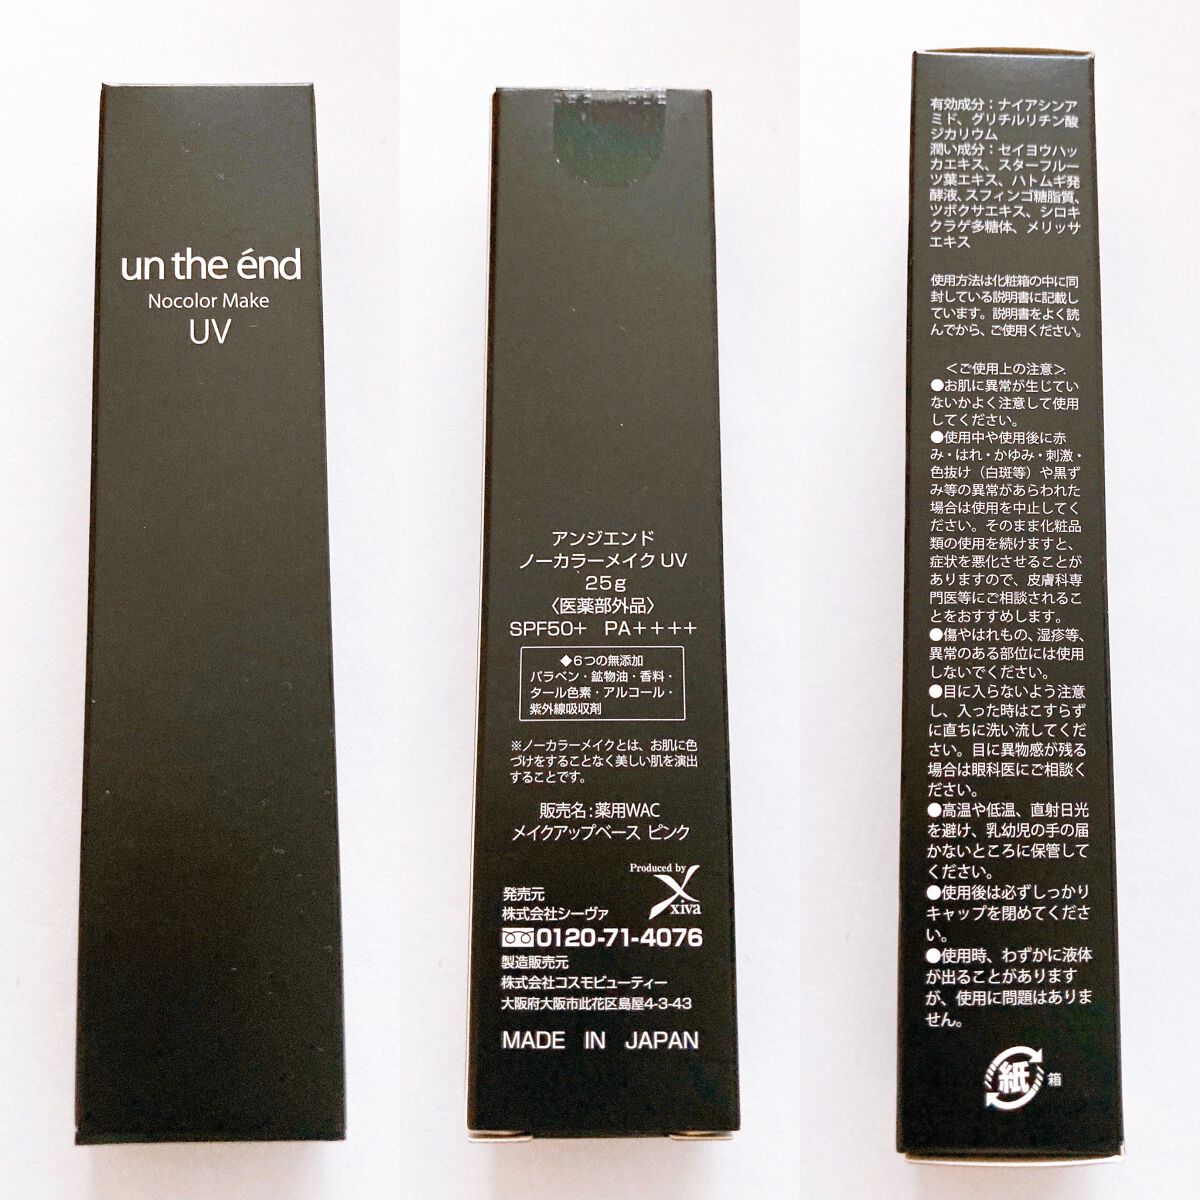 un the énd
Nocolor Make
UV
アンジエンド
ノーカラーメイク UV
25g
〈医薬部外品〉
SPF50+ PA++++
◆6つの無添加
パラベン・鉱物油・香料・
タール色素・アルコール・
紫外線吸収剤
※ノーカラーメイクとは、お肌に色
づけをすることなく美しい肌を演出
することです。
販売名：薬用WAC
メイクアップベース ピンク
Produced by
xiva
発売元
株式会社シーヴァ
0120-71-4076
製造販売元
株式会社コスモビューティー
大阪府大阪市此花区島屋4-3-43
MADE IN JAPAN
有効成分：ナイアシンア
ミド、グリチルリチン酸
ジカリウム
潤い成分：セイヨウハッ
カエキス、スターフルー
ツ葉エキス、ハトムギ発
酵液、スフィンゴ糖脂質、
ツボクサエキス、シロキ
クラゲ多糖体、メリッサ
エキス
使用方法は化粧箱の中に同
封している説明書に記載し
ています。説明書をよく読
んでから、ご使用ください。
＜ご使用上の注意＞
●お肌に異常が生じてい
ないかよく注意して使用
してください。
●使用中や使用後に赤
み・はれ・かゆみ・刺激・
色抜け（白斑等）や黒ず
み等の異常があらわれた
場合は使用を中止してく
ださい。そのまま化粧品
類の使用を続けますと、
症状を悪化させることが
ありますので、皮膚科専
門医等にご相談されるこ
とをおすすめします。
●傷やはれもの、湿疹等、
異常のある部位には使用
しないでください。
●目に入らないよう注意
し、入った時はこすらず
に直ちに洗い流してくだ
さい。目に異物感が残る
場合は眼科医にご相談く
ださい。
●高温や低温、直射日光
を避け、乳幼児の手の届
かないところに保管して
ください。
●使用後は必ずしっかり
キャップを閉めてくださ
い。
●使用時、わずかに液体
が出ることがあります
が、使用に問題はありま
せん。
紙 箱